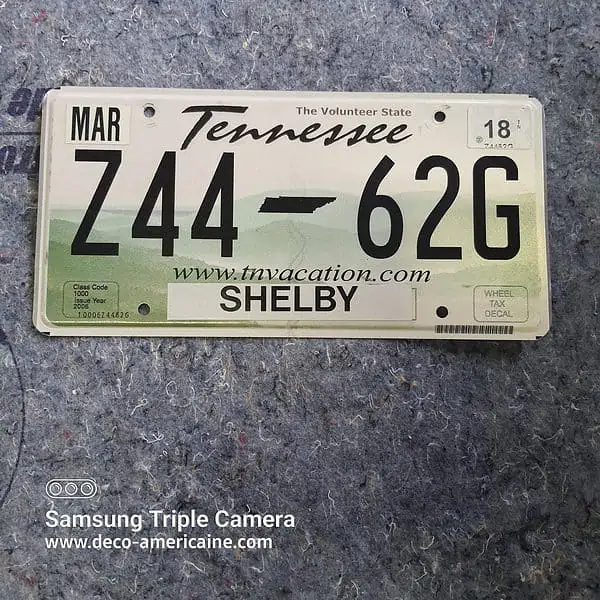 MAR
The Volunteer State
Tennessee
18
Z44 62G
www.tnvacation.com
Class Code
1000
Issue Year
2006
SHELBY
WHEEL
TAX
DECAL
Samsung Triple Camera
www.deco-americaine.com